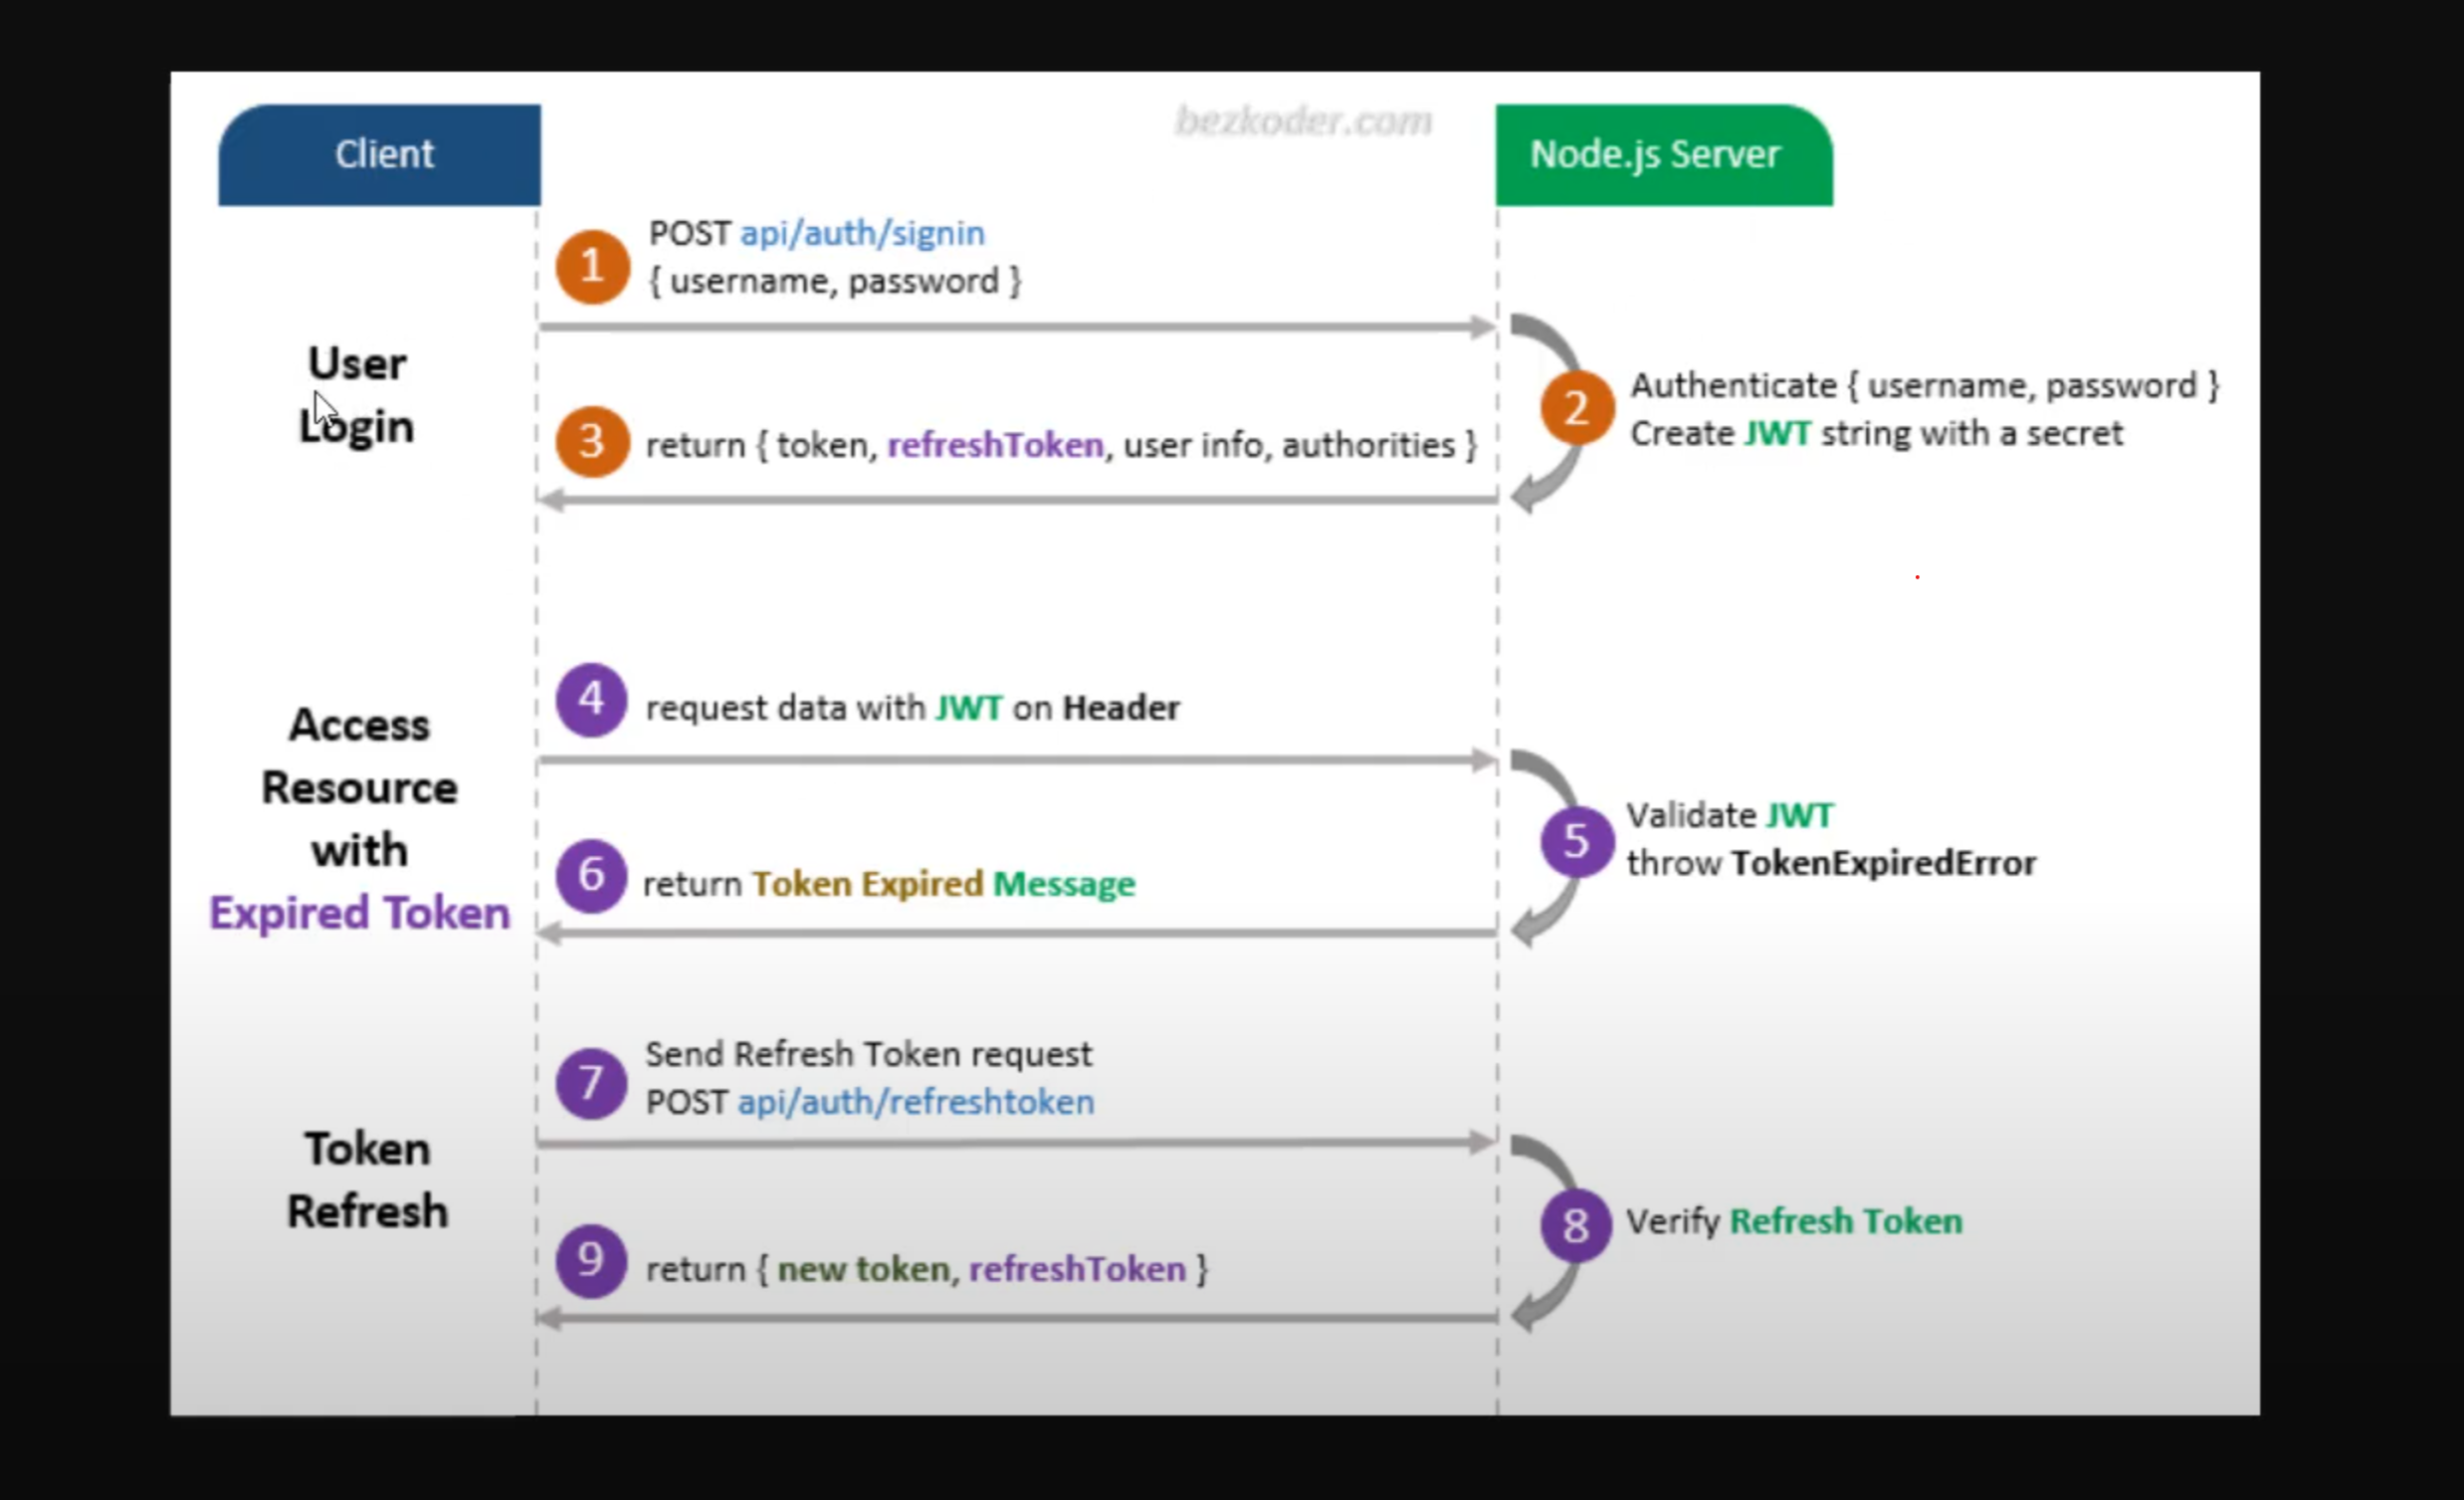 Client
bezkoder.com
Node.js Server
1
POST api/auth/signin
{ username, password }
User
Login
2
Authenticate { username, password }
Create JWT string with a secret
3
return { token, refreshToken, user info, authorities }
4
request data with JWT on Header
Access
Resource
with
Expired Token
5
Validate JWT
throw TokenExpiredError
6
return Token Expired Message
7
Send Refresh Token request
POST api/auth/refreshtoken
Token
Refresh
8
Verify Refresh Token
9
return { new token, refreshToken }